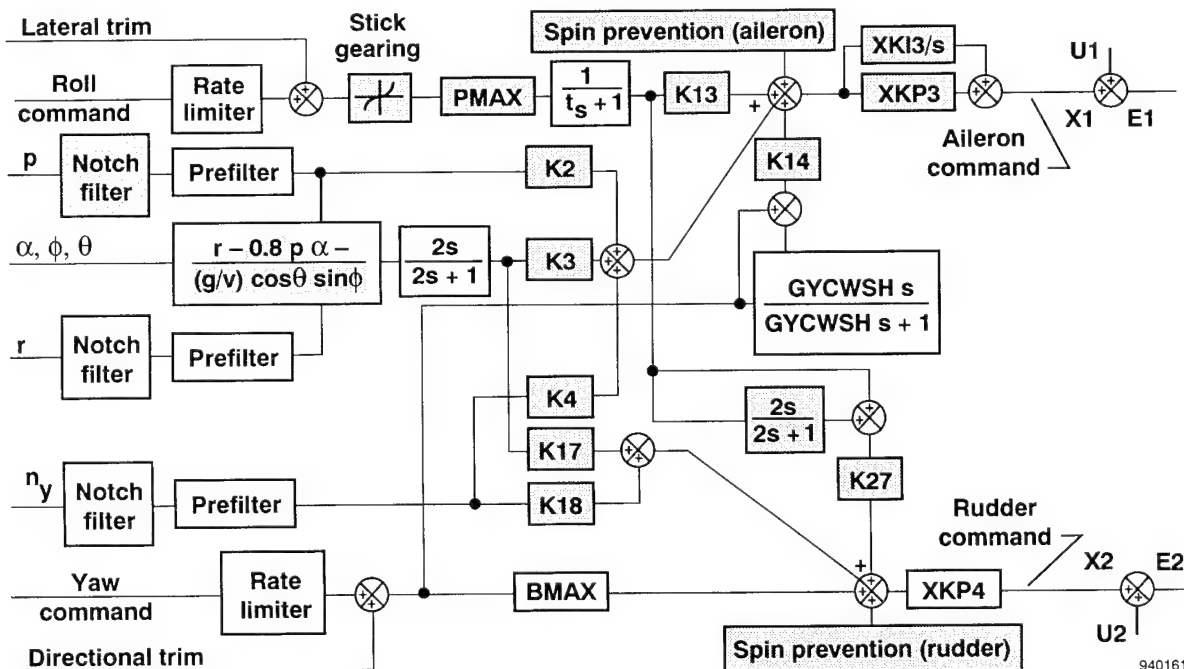 Lateral trim
Roll command
Rate limiter
Stick gearing
PMAX
1
t_s + 1
K13
Spin prevention (aileron)
+
XKI3/s
XKP3
X1
Aileron command
U1
E1
p
Notch filter
Prefilter
K2
K14
α, ϕ, θ
r – 0.8 p α –
(g/v) cosθ sinϕ
2s
2s + 1
K3
GYCWSH s
GYCWSH s + 1
r
Notch filter
Prefilter
K4
2s
2s + 1
K17
K27
n_y
Notch filter
Prefilter
K18
Rudder command
X2
E2
Yaw command
Rate limiter
BMAX
+
XKP4
U2
Directional trim
Spin prevention (rudder)
940161